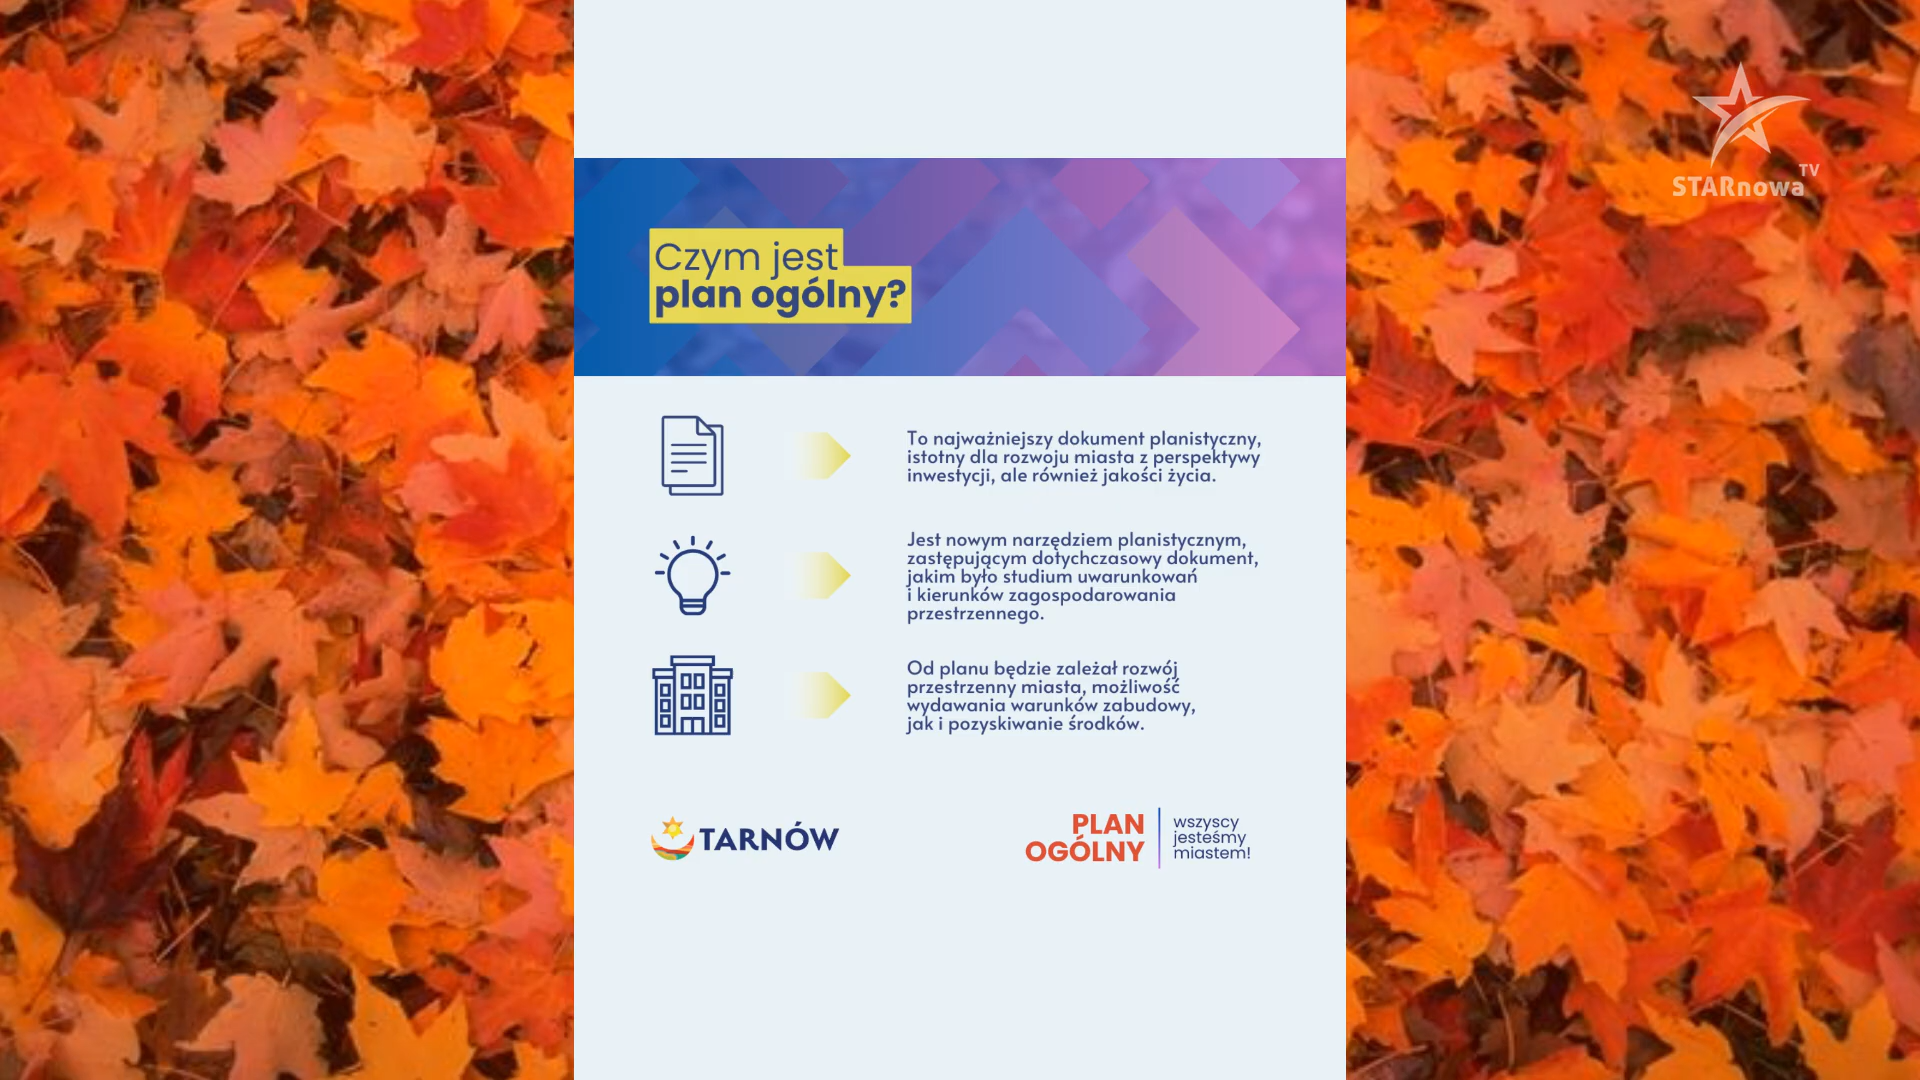 TV
STARnowa
Czym jest
plan ogólny?
To najważniejszy dokument planistyczny,
istotny dla rozwoju miasta z perspektywy
inwestycji, ale również jakości życia.
Jest nowym narzędziem planistycznym,
zastępującym dotychczasowy dokument,
jakim było studium uwarunkowań
i kierunków zagospodarowania
przestrzennego.
Od planu będzie zależał rozwój
przestrzenny miasta, możliwość
wydawania warunków zabudowy,
jak i pozyskiwanie środków.
TARNÓW
PLAN
OGÓLNY
wszyscy
jesteśmy
miastem!